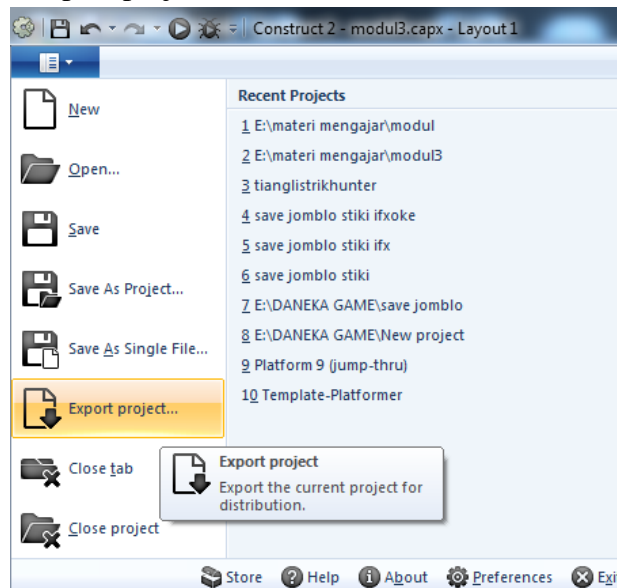 Construct 2 - modul3.capx - Layout 1
New
Open...
Save
Save As Project...
Save As Single File...
Export project...
Close tab
Close project
Recent Projects
1 E:\materi mengajar\modul
2 E:\materi mengajar\modul3
3 tianglistrikhunter
4 save jomblo stiki ifxoke
5 save jomblo stiki ifx
6 save jomblo stiki
7 E:\DANEKA GAME\save jomblo
8 E:\DANEKA GAME\New project
9 Platform 9 (jump-thru)
10 Template-Platformer
Export project
Export the current project for
distribution.
Store Help About Preferences Exi